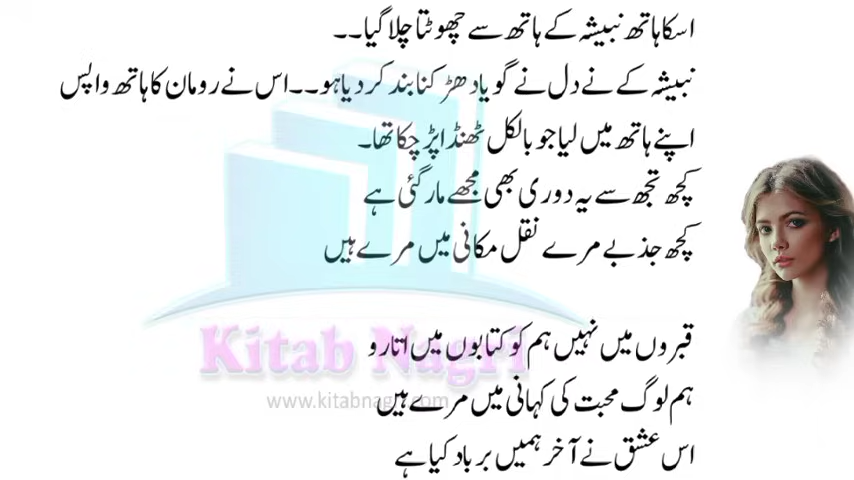 اسکا ہاتھ نبیشہ کے ہاتھ سے چھوٹتا چلا گیا۔۔
نبیشہ کے نے دل نے گویا دھڑکنا بند کر دیا ہو۔۔اس نے رومان کا ہاتھ واپس
اپنے ہاتھ میں لیا جو بالکل ٹھنڈا پڑ چکا تھا۔
کچھ تجھ سے یہ دوری بھی مجھے مار گئی ہے
کچھ جذبے مرے نقل مکانی میں مرے ہیں
قبروں میں نہیں ہم کو کتابوں میں اتارو
ہم لوگ محبت کی کہانی میں مرے ہیں
اس عشق نے آخر ہمیں برباد کیا ہے
Kitab Nagri
www.kitabnagri.com